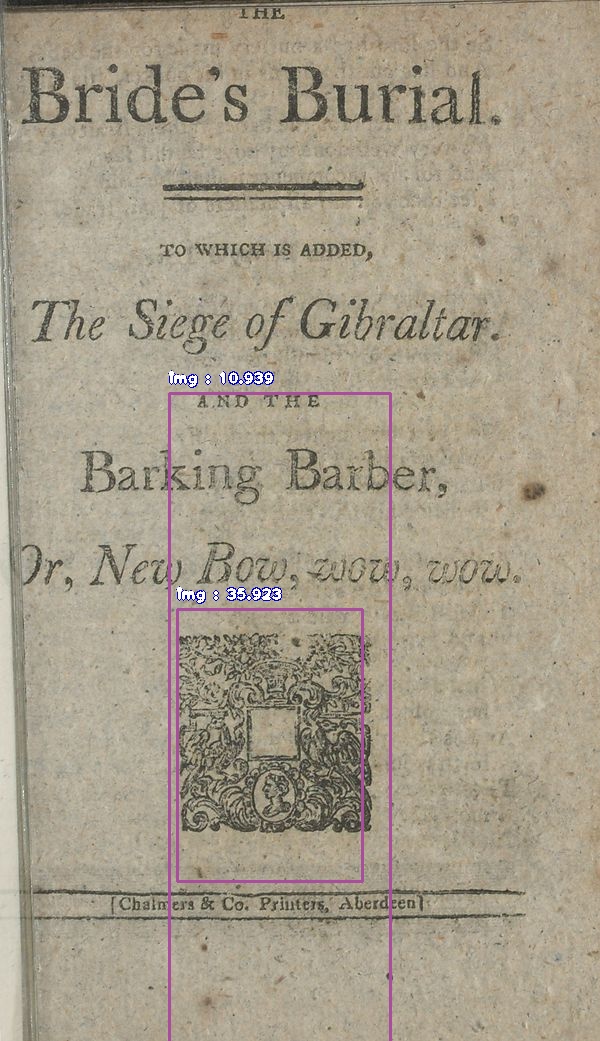 THE
Bride's Burial.
TO WHICH IS ADDED,
The Siege of Gibraltar.
Img : 10.939
AND THE
Barking Barber,
Or, New Bow, wow, wow.
Img : 35.923
[Chalmers & Co. Printers, Aberdeen]